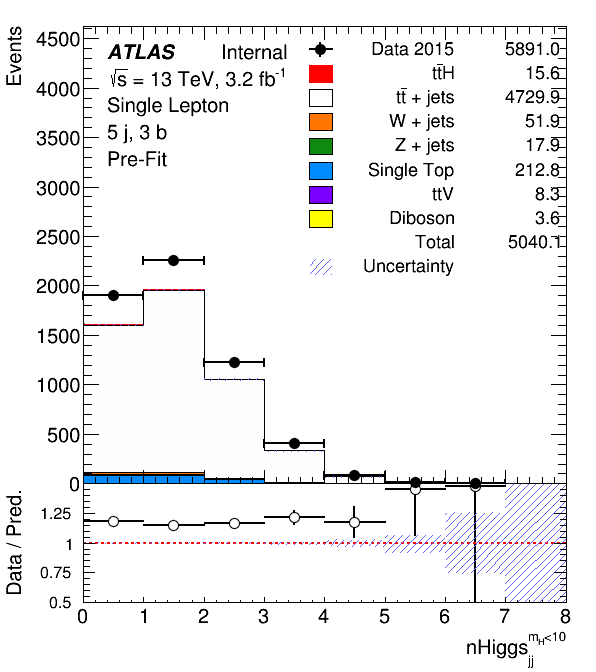 Events
4500
4000
3500
3000
2500
2000
1500
1000
500
0
ATLAS Internal
√s = 13 TeV, 3.2 fb⁻¹
Single Lepton
5 j, 3 b
Pre-Fit
Data 2015 5891.0
tt̄H 15.6
tt̄ + jets 4729.9
W + jets 51.9
Z + jets 17.9
Single Top 212.8
ttV 8.3
Diboson 3.6
Total 5040.1
Uncertainty
Data / Pred.
1.25
1
0.75
0.5
0 1 2 3 4 5 6 7 8
nHiggs_jj^{m_H<10}